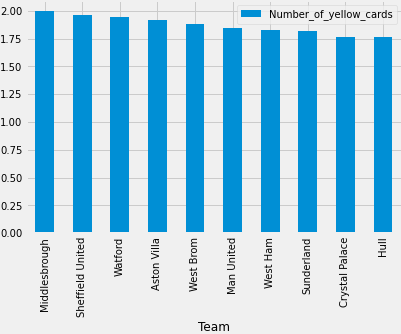 Number_of_yellow_cards
2.00
1.75
1.50
1.25
1.00
0.75
0.50
0.25
0.00
Middlesbrough
Sheffield United
Watford
Aston Villa
West Brom
Man United
West Ham
Sunderland
Crystal Palace
Hull
Team